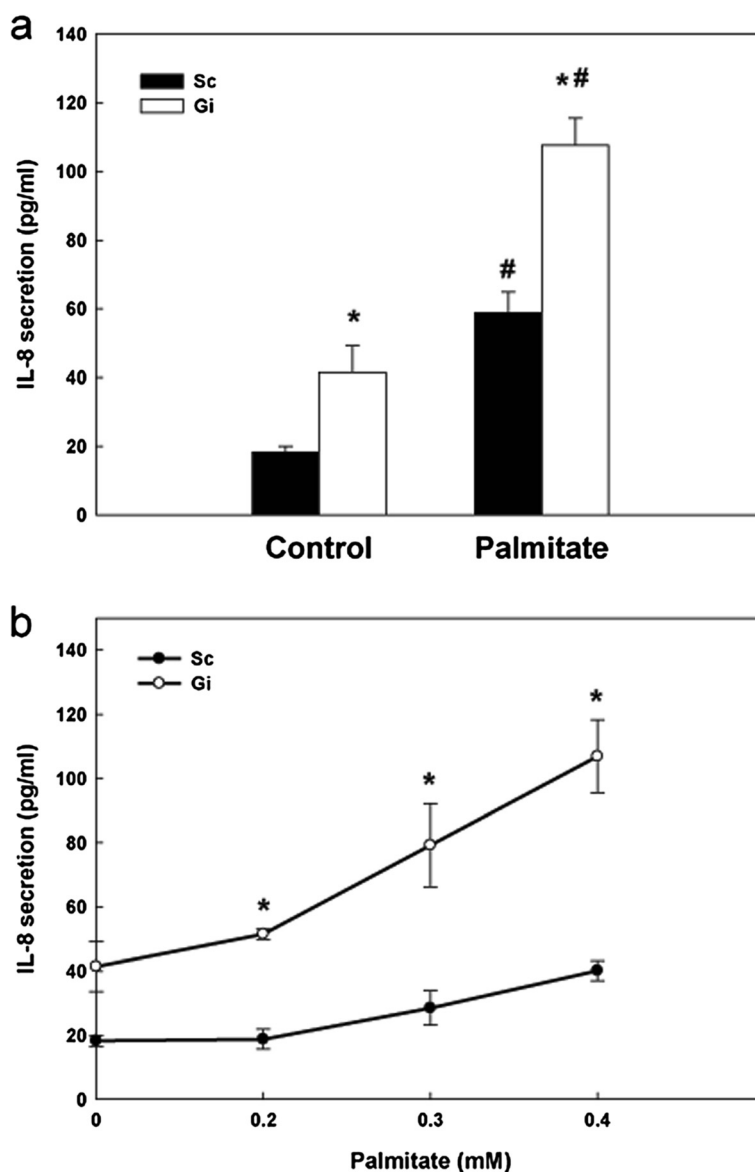 a
140
120
100
80
60
40
20
0
IL-8 secretion (pg/ml)
Sc
Gi
*
#
* #
Control Palmitate
b
140
120
100
80
60
40
20
0
IL-8 secretion (pg/ml)
Sc
Gi
*
*
*
0 0.2 0.3 0.4
Palmitate (mM)